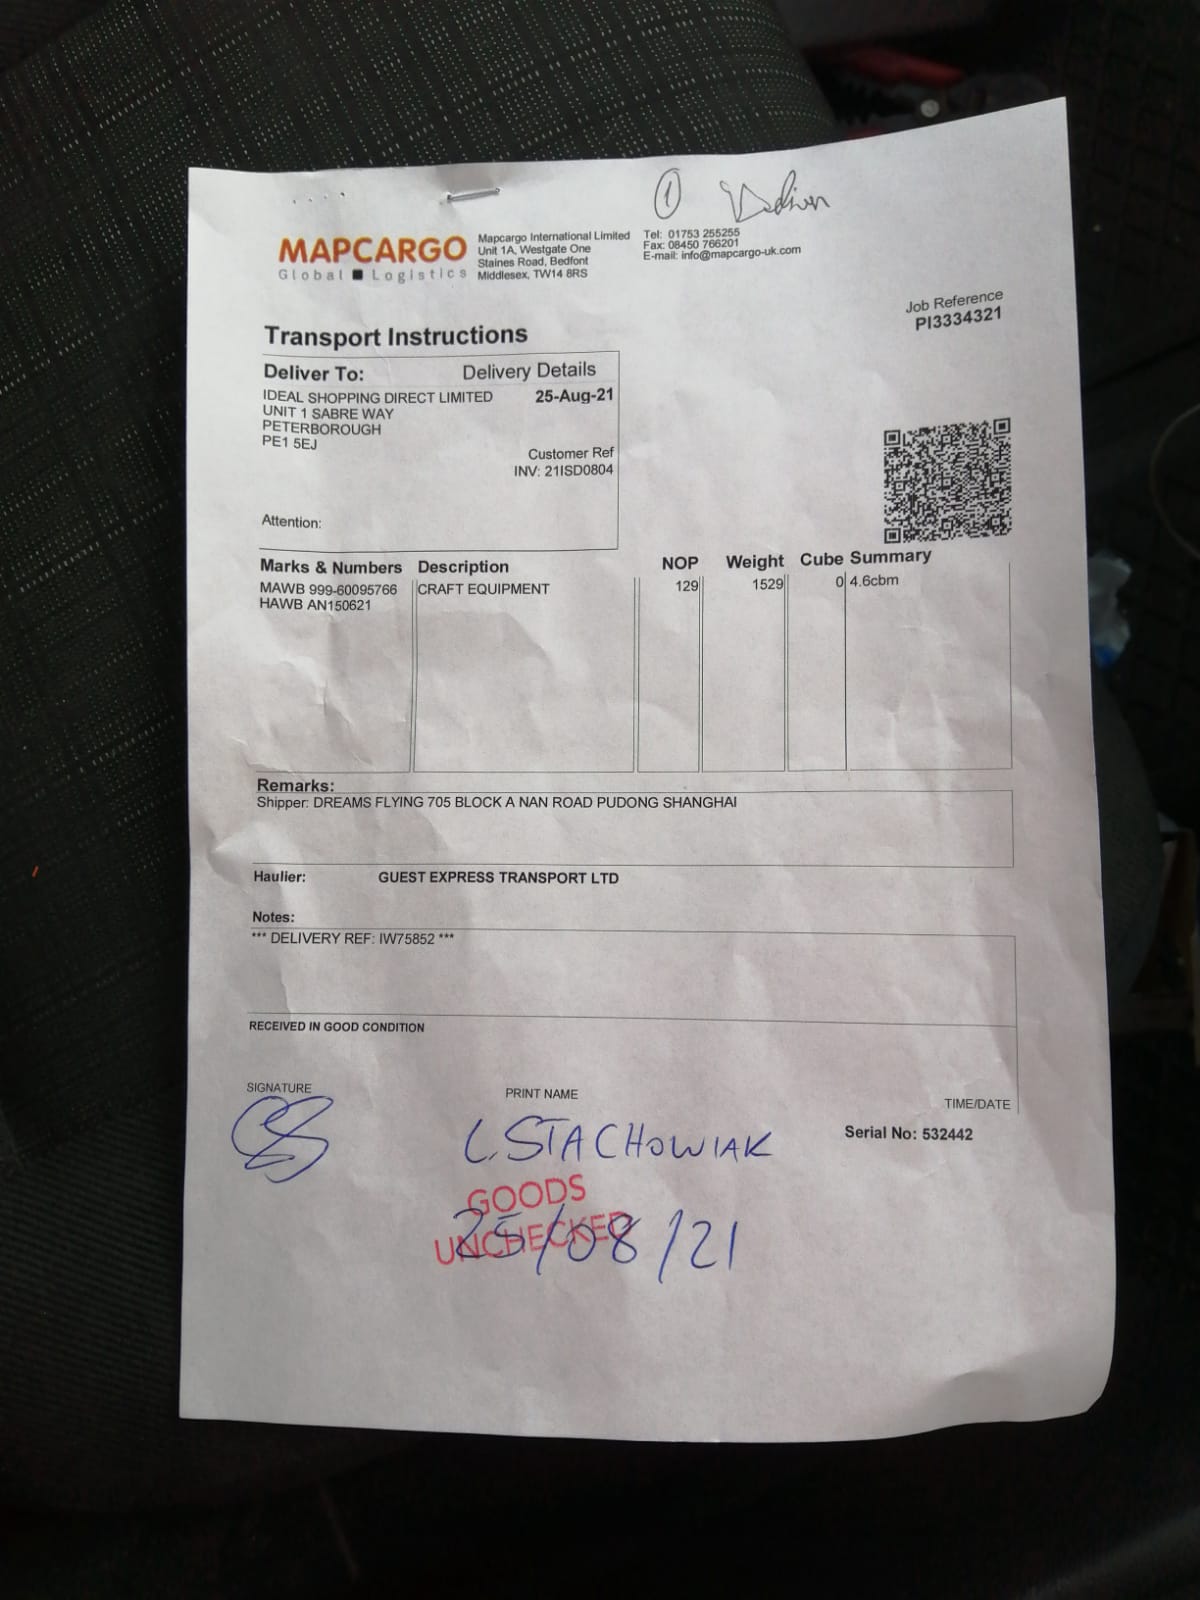 ①
MAPCARGO
Global Logistics
Mapcargo International Limited
Unit 1A, Westgate One
Staines Road, Bedfont
Middlesex, TW14 8RS
Tel: 01753 255255
Fax: 08450 766201
E-mail: info@mapcargo-uk.com
Job Reference
PI3334321
Transport Instructions
Deliver To: Delivery Details
IDEAL SHOPPING DIRECT LIMITED 25-Aug-21
UNIT 1 SABRE WAY
PETERBOROUGH
PE1 5EJ
Customer Ref
INV: 21ISD0804
Attention:
Marks & Numbers Description NOP Weight Cube Summary
MAWB 999-60095766 CRAFT EQUIPMENT 129 1529 0 4.6cbm
HAWB AN150621
Remarks:
Shipper: DREAMS FLYING 705 BLOCK A NAN ROAD PUDONG SHANGHAI
Haulier: GUEST EXPRESS TRANSPORT LTD
Notes:
*** DELIVERY REF: IW75852 ***
RECEIVED IN GOOD CONDITION
SIGNATURE PRINT NAME TIME/DATE
L. STACHOWIAK
Serial No: 532442
GOODS
UNCHECKED
25/08/21